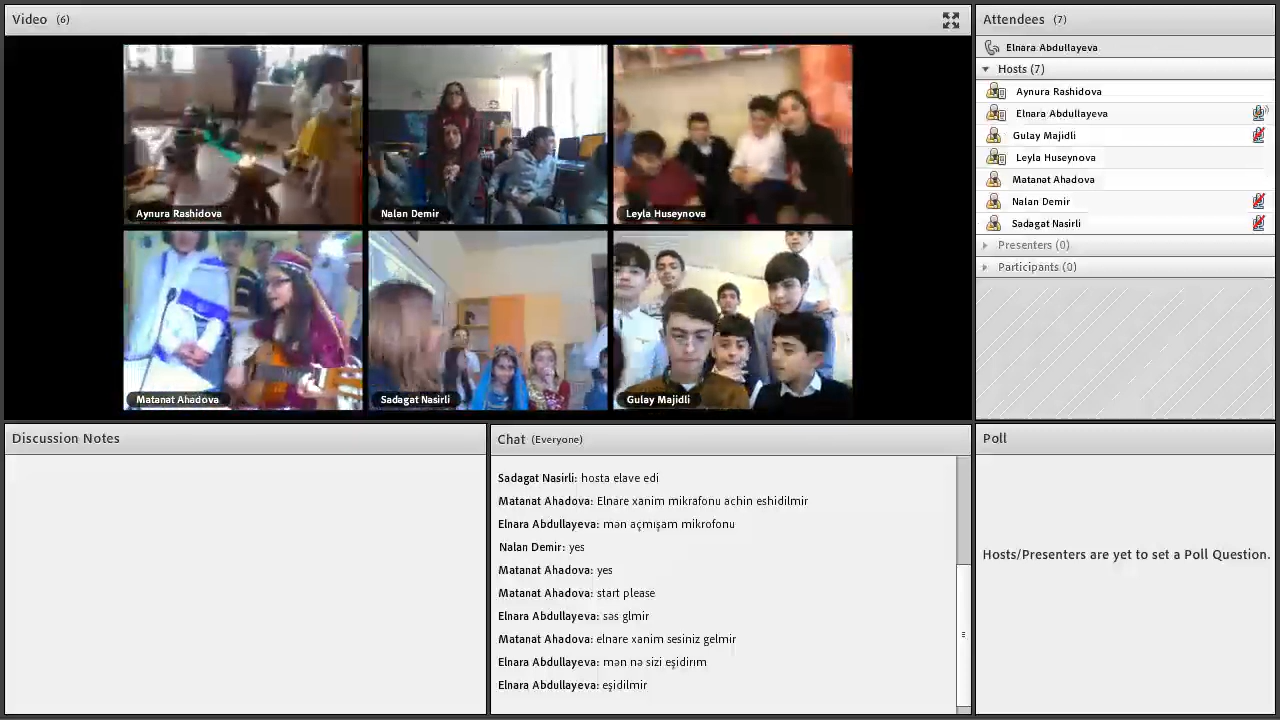 Video (6)
Aynura Rashidova
Nalan Demir
Leyla Huseynova
Matanat Ahadova
Sadagat Nasirli
Gulay Majidli
Attendees (7)
Elnara Abdullayeva
Hosts (7)
Aynura Rashidova
Elnara Abdullayeva
Gulay Majidli
Leyla Huseynova
Matanat Ahadova
Nalan Demir
Sadagat Nasirli
Presenters (0)
Participants (0)
Discussion Notes
Chat (Everyone)
Sadagat Nasirli: hosta elave edi
Matanat Ahadova: Elnare xanim mikrafonu achin eshidilmir
Elnara Abdullayeva: mən açmışam mikrofonu
Nalan Demir: yes
Matanat Ahadova: yes
Matanat Ahadova: start please
Elnara Abdullayeva: səs glmir
Matanat Ahadova: elnare xanim sesiniz gelmir
Elnara Abdullayeva: mən nə sizi eşidirım
Elnara Abdullayeva: eşidilmir
Poll
Hosts/Presenters are yet to set a Poll Question.